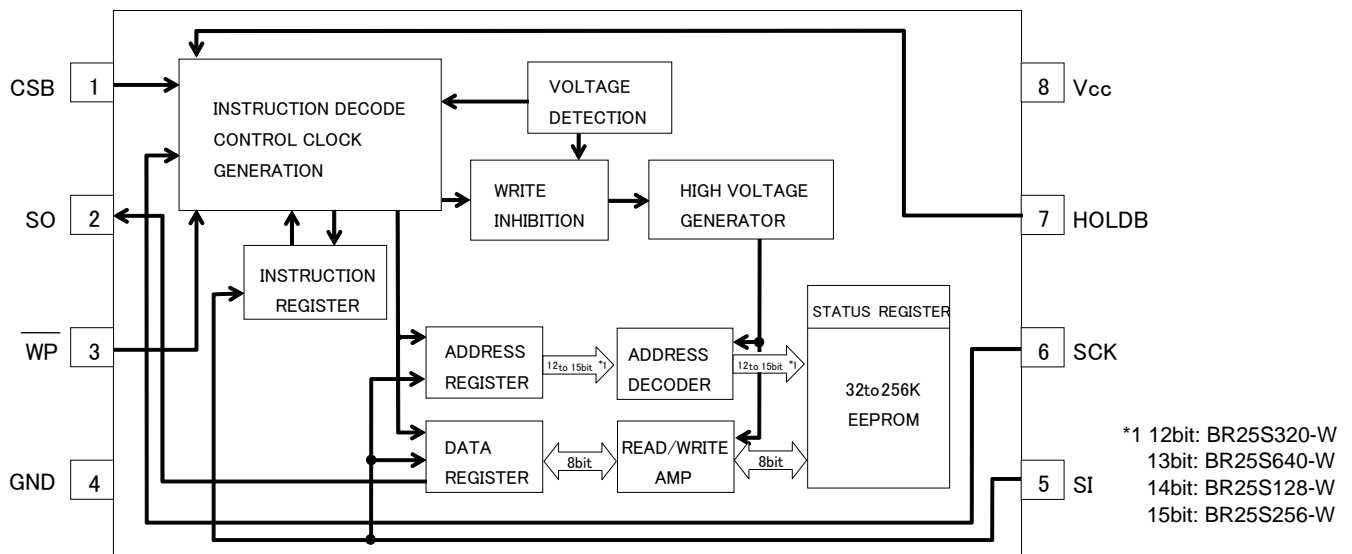 CSB
1
INSTRUCTION DECODE
CONTROL CLOCK
GENERATION
VOLTAGE
DETECTION
8
Vcc
WRITE
INHIBITION
HIGH VOLTAGE
GENERATOR
SO
2
7
HOLDB
INSTRUCTION
REGISTER
STATUS REGISTER
WP
3
ADDRESS
REGISTER
12to 15bit *1
ADDRESS
DECODER
12to 15bit *1
32to256K
EEPROM
6
SCK
DATA
REGISTER
8bit
READ/WRITE
AMP
8bit
GND
4
5
SI
*1 12bit: BR25S320-W
13bit: BR25S640-W
14bit: BR25S128-W
15bit: BR25S256-W